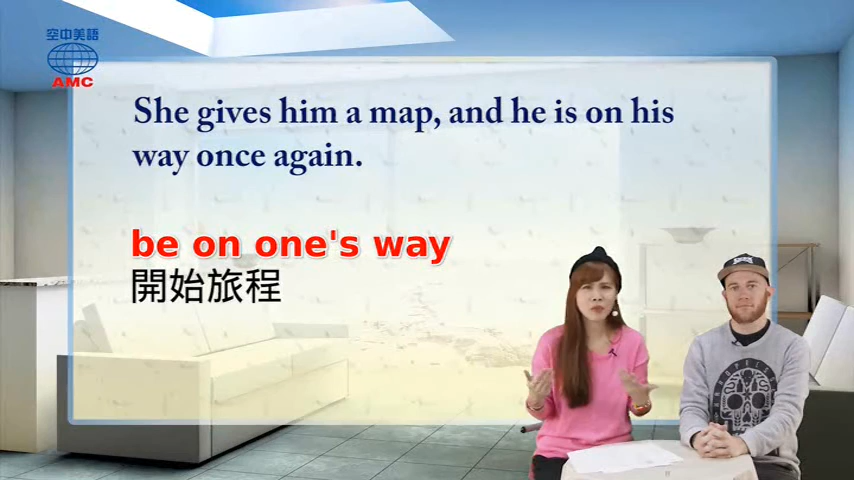 空中美語
AMC
She gives him a map, and he is on his
way once again.
be on one's way
開始旅程